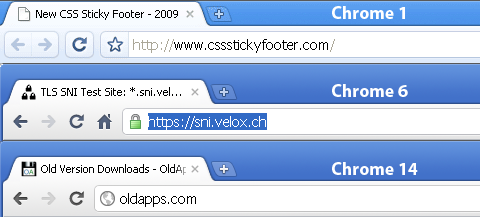 New CSS Sticky Footer - 2009
Chrome 1
http://www.cssstickyfooter.com/
TLS SNI Test Site: *.sni.vel...
Chrome 6
https://sni.velox.ch
Old Version Downloads - OldAp
Chrome 14
oldapps.com